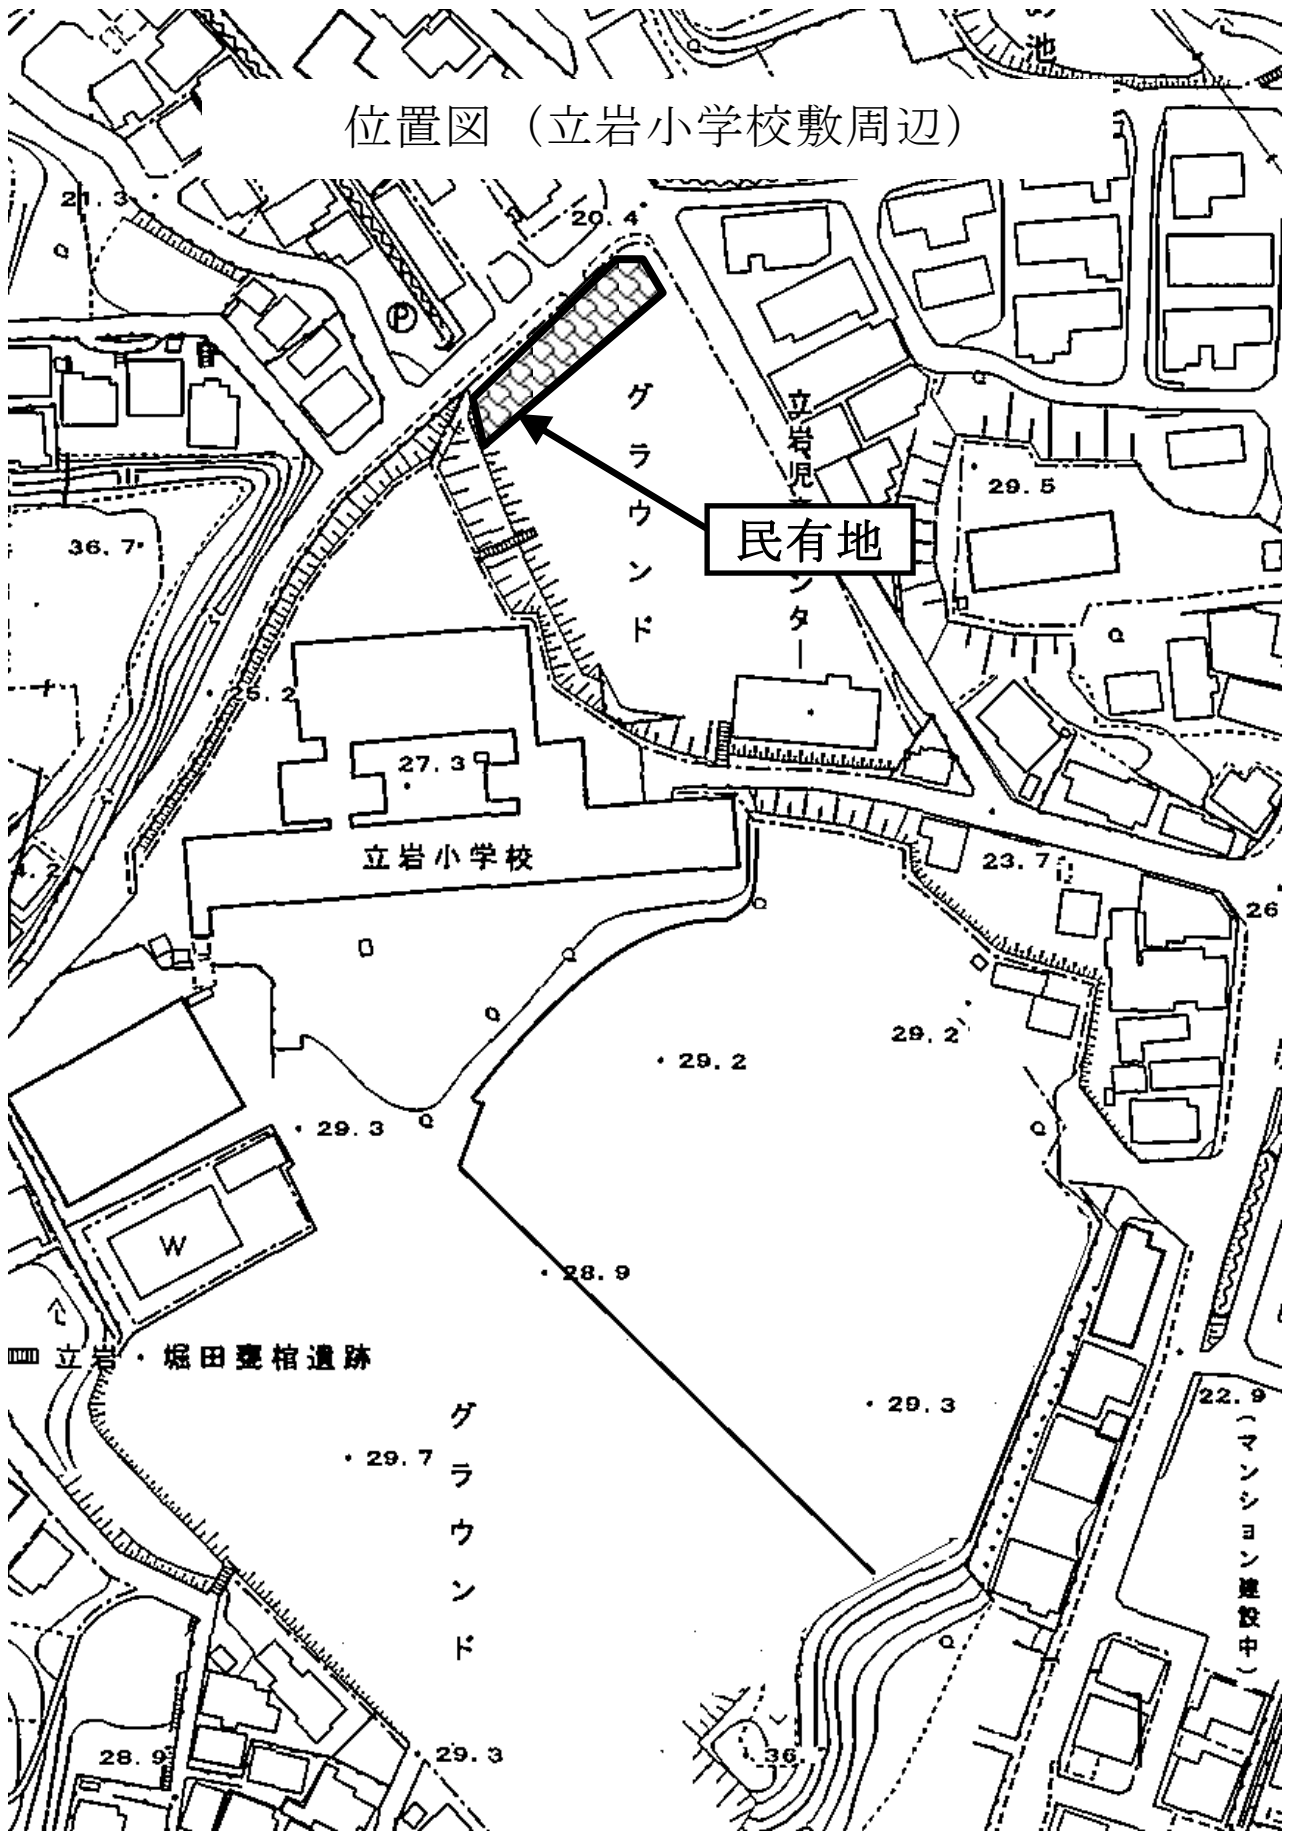 池
位置図（立岩小学校敷周辺）
21.3
20.4
P
グラウンド
立岩児
ンター
民有地
29.5
36.7
25.2
27.3
立岩小学校
23.7
26
29.2
29.2
29.3
W
28.9
立岩・堀田甕棺遺跡
29.3
22.9
（マンション建設中）
グラウンド
29.7
28.9
29.3
36.